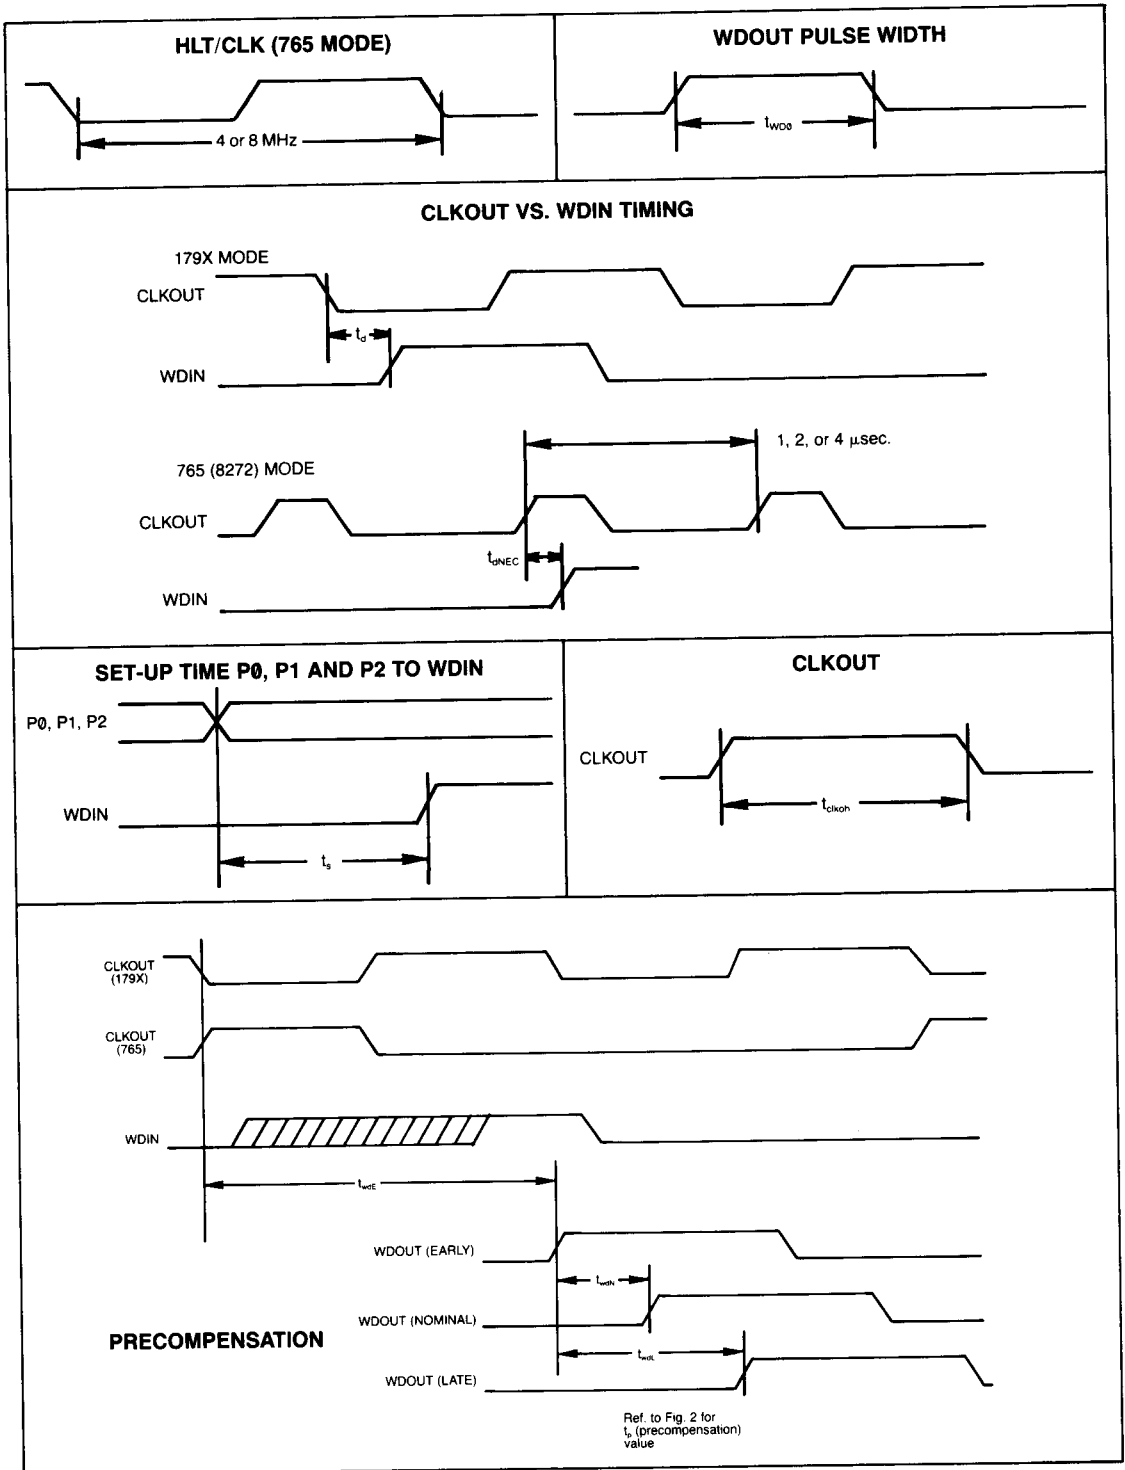 HLT/CLK (765 MODE)
4 or 8 MHz
WDOUT PULSE WIDTH
tWD0
CLKOUT VS. WDIN TIMING
179X MODE
CLKOUT
td
WDIN
1, 2, or 4 μsec.
765 (8272) MODE
CLKOUT
tdNEC
WDIN
SET-UP TIME P0, P1 AND P2 TO WDIN
P0, P1, P2
WDIN
ts
CLKOUT
CLKOUT
tclkoh
CLKOUT
(179X)
CLKOUT
(765)
WDIN
twdE
WDOUT (EARLY)
twdN
WDOUT (NOMINAL)
PRECOMPENSATION
twdL
WDOUT (LATE)
Ref. to Fig. 2 for
tp (precompensation)
value